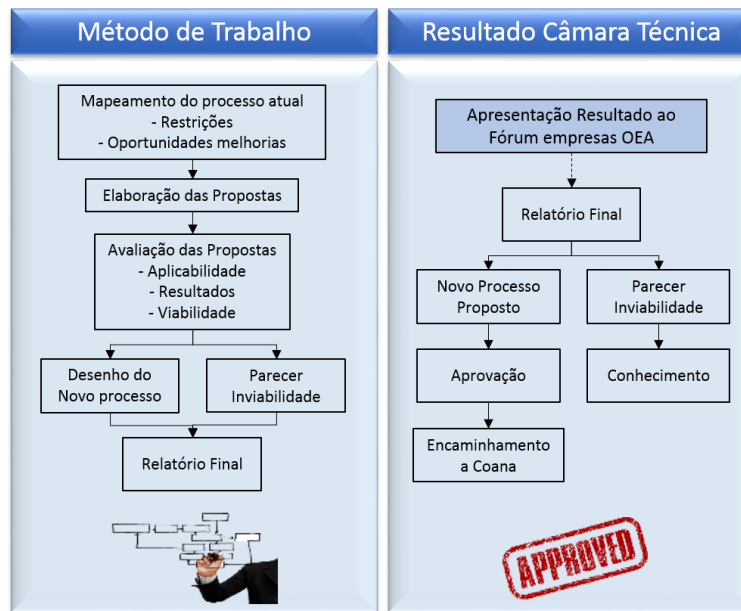 Método de Trabalho
Mapeamento do processo atual
- Restrições
- Oportunidades melhorias
Elaboração das Propostas
Avaliação das Propostas
- Aplicabilidade
- Resultados
- Viabilidade
Desenho do
Novo processo
Parecer
Inviabilidade
Relatório Final
Resultado Câmara Técnica
Apresentação Resultado ao
Fórum empresas OEA
Relatório Final
Novo Processo
Proposto
Parecer
Inviabilidade
Aprovação
Conhecimento
Encaminhamento
a Coana
APPROVED